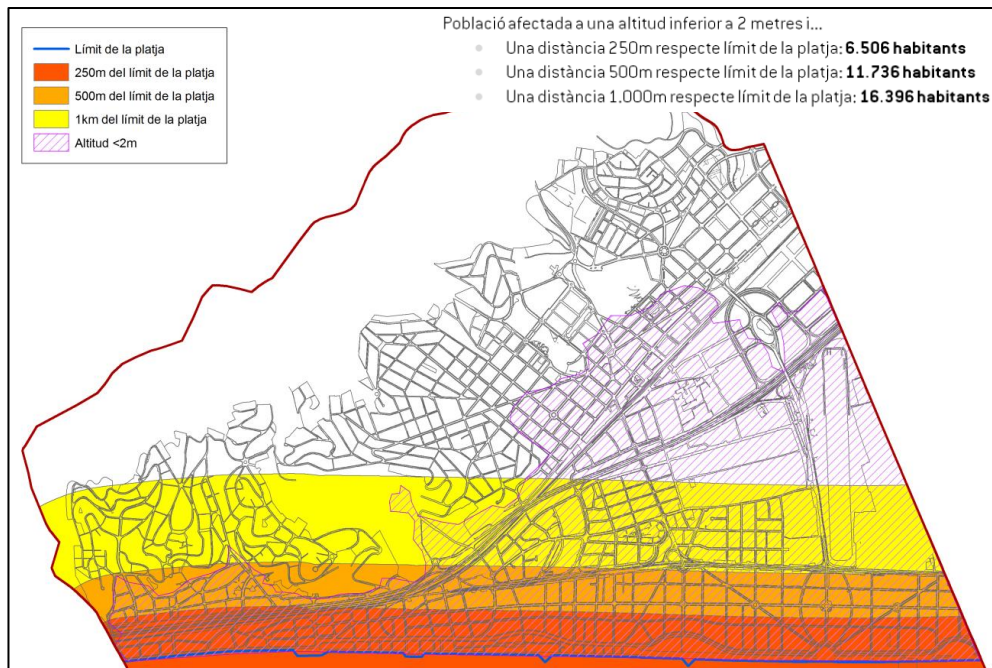 Població afectada a una altitud inferior a 2 metres i...
Una distància 250m respecte límit de la platja: 6.506 habitants
Una distància 500m respecte límit de la platja: 11.736 habitants
Una distància 1.000m respecte límit de la platja: 16.396 habitants
Límit de la platja
250m del límit de la platja
500m del límit de la platja
1km del límit de la platja
Altitud <2m